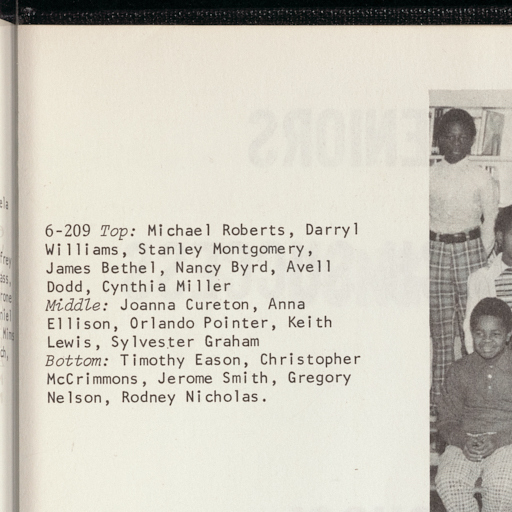 6-209 Top: Michael Roberts, Darryl
Williams, Stanley Montgomery,
James Bethel, Nancy Byrd, Avell
Dodd, Cynthia Miller
Middle: Joanna Cureton, Anna
Ellison, Orlando Pointer, Keith
Lewis, Sylvester Graham
Bottom: Timothy Eason, Christopher
McCrimmons, Jerome Smith, Gregory
Nelson, Rodney Nicholas.